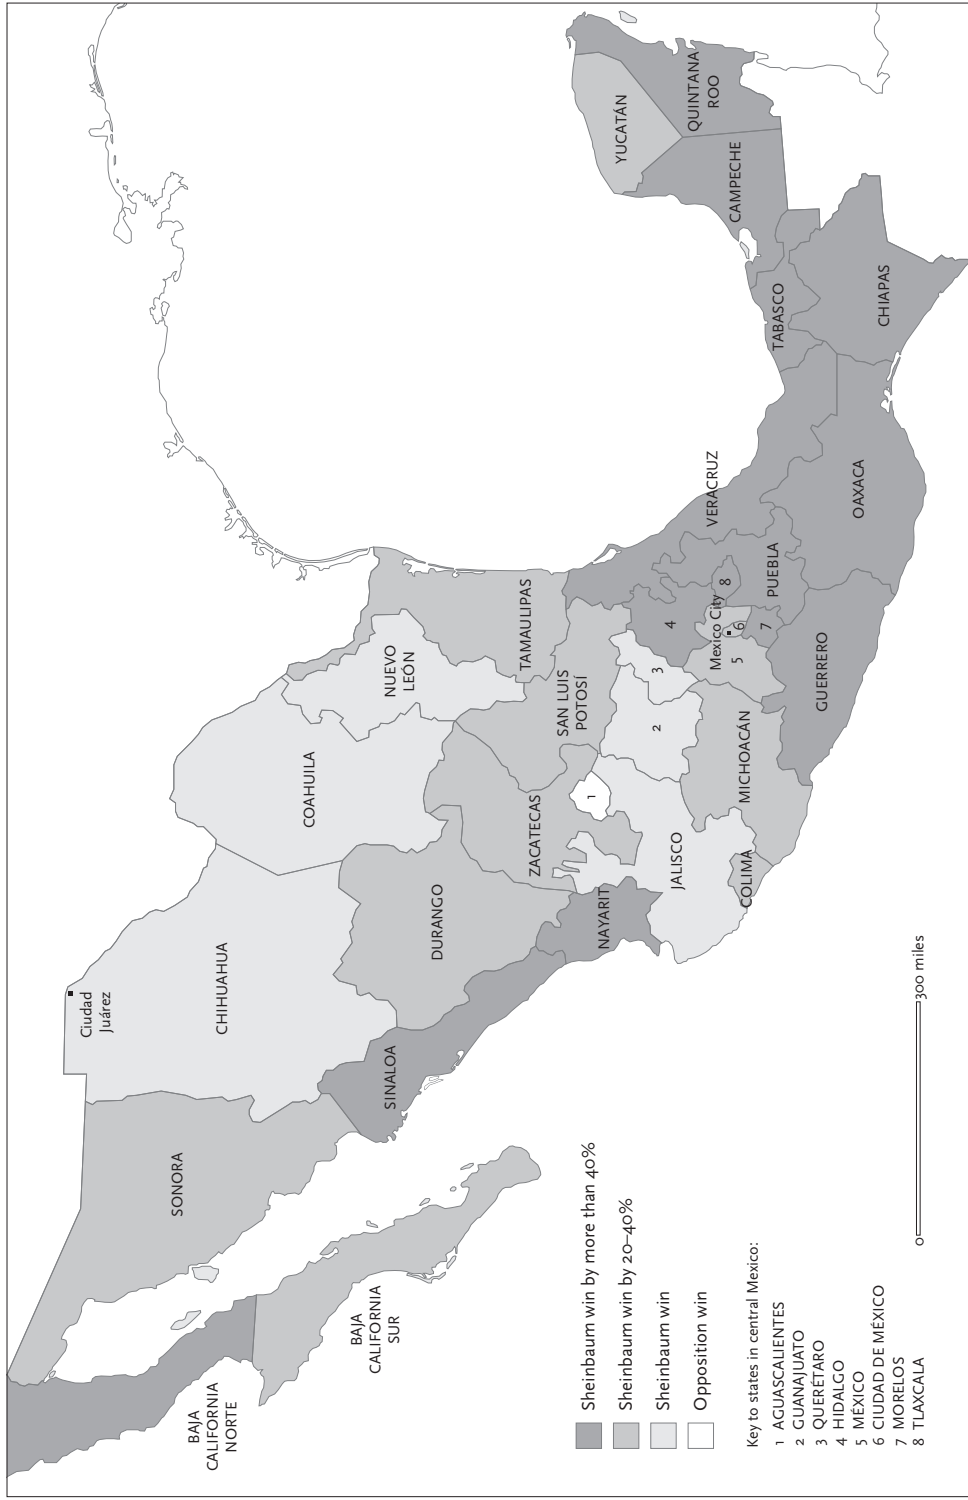 BAJA
CALIFORNIA
NORTE
BAJA
CALIFORNIA
SUR
SONORA
Ciudad
Juárez
CHIHUAHUA
SINALOA
COAHUILA
DURANGO
NUEVO
LEÓN
TAMAULIPAS
ZACATECAS
SAN LUIS
POTOSÍ
NAYARIT
JALISCO
COLIMA
MICHOACÁN
1
2
3
4
Mexico City
5
6
7
8
PUEBLA
VERACRUZ
GUERRERO
OAXACA
TABASCO
CHIAPAS
CAMPECHE
YUCATÁN
QUINTANA
ROO
Sheinbaum win by more than 40%
Sheinbaum win by 20–40%
Sheinbaum win
Opposition win
Key to states in central Mexico:
1 AGUASCALIENTES
2 GUANAJUATO
3 QUERÉTARO
4 HIDALGO
5 MÉXICO
6 CIUDAD DE MÉXICO
7 MORELOS
8 TLAXCALA
0 300 miles